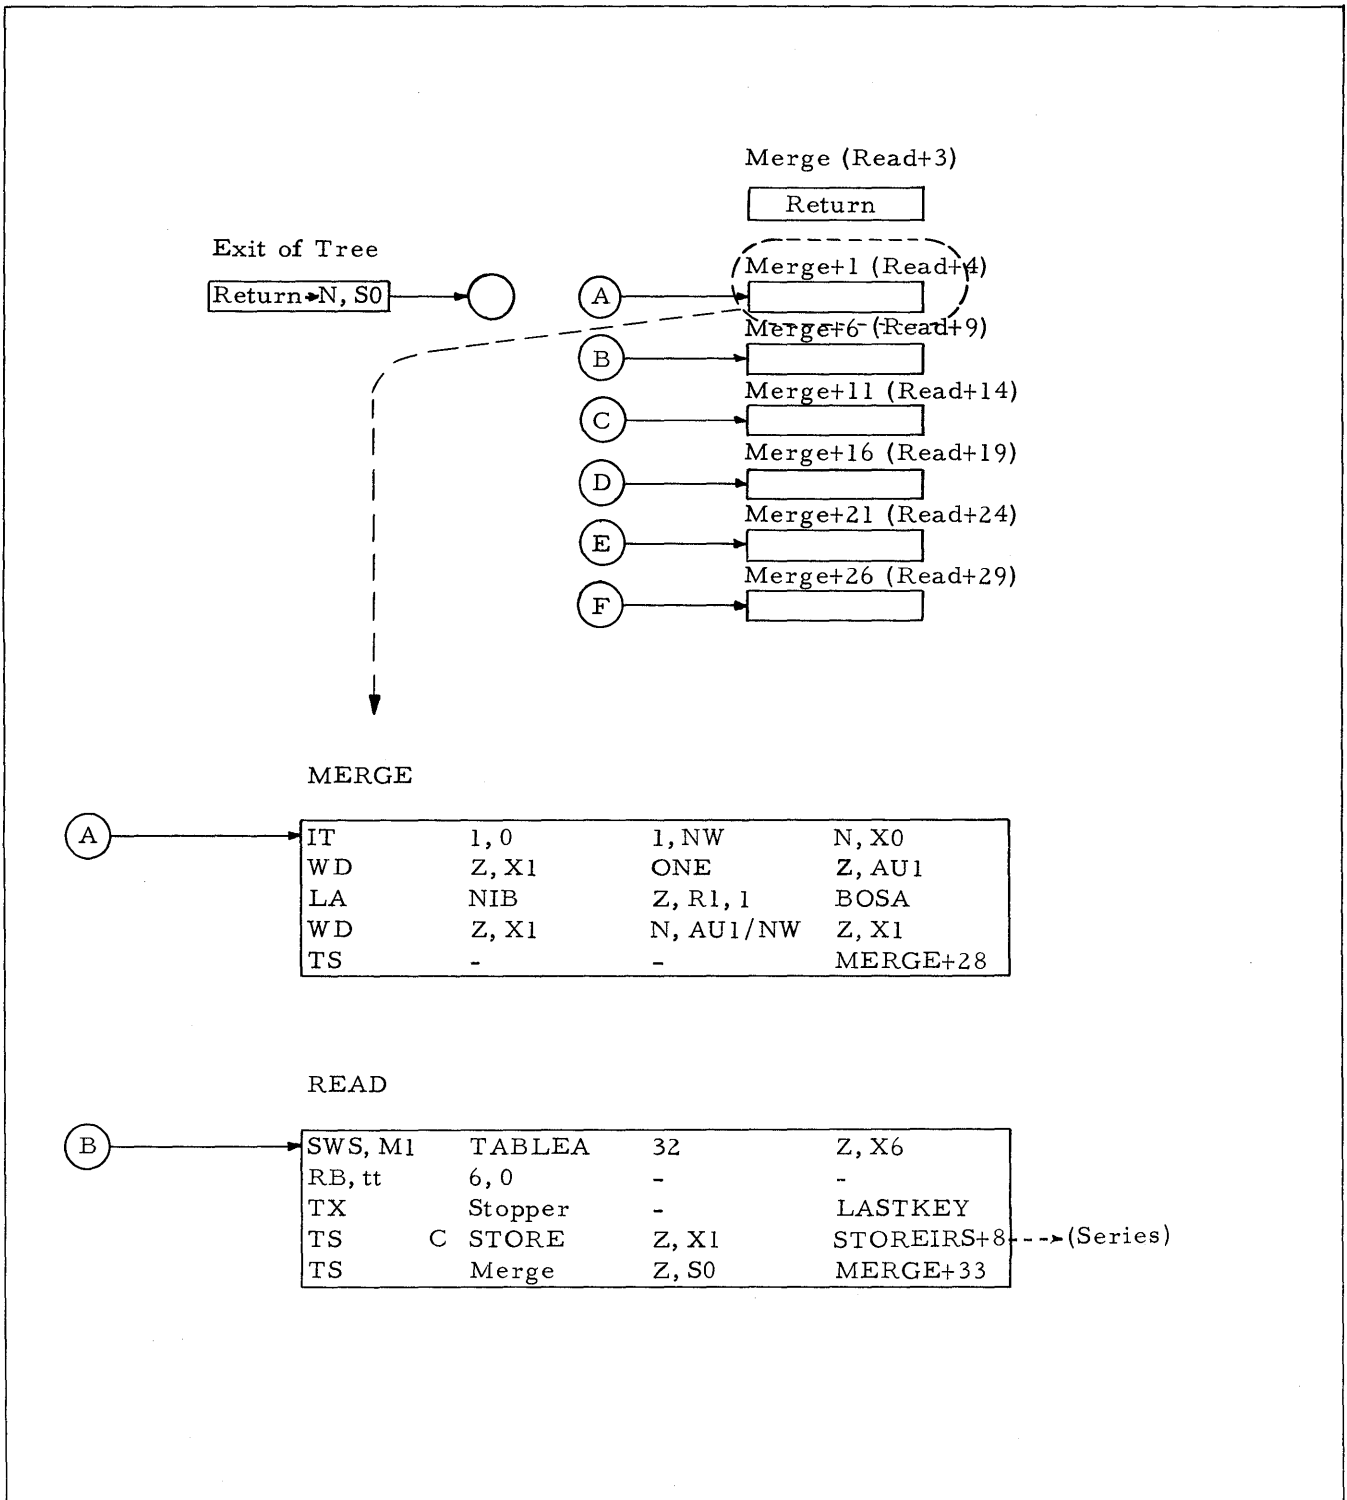 Merge (Read+3)
Return
Exit of Tree
Return→N, S0
Merge+1 (Read+4)
A
Merge+6 (Read+9)
B
Merge+11 (Read+14)
C
Merge+16 (Read+19)
D
Merge+21 (Read+24)
E
Merge+26 (Read+29)
F
MERGE
A
IT 1, 0 1, NW N, X0
WD Z, X1 ONE Z, AU1
LA NIB Z, R1, 1 BOSA
WD Z, X1 N, AU1/NW Z, X1
TS - - MERGE+28
READ
B
SWS, M1 TABLEA 32 Z, X6
RB, tt 6, 0 - -
TX Stopper - LASTKEY
TS C STORE Z, X1 STOREIRS+8 (Series)
TS Merge Z, S0 MERGE+33